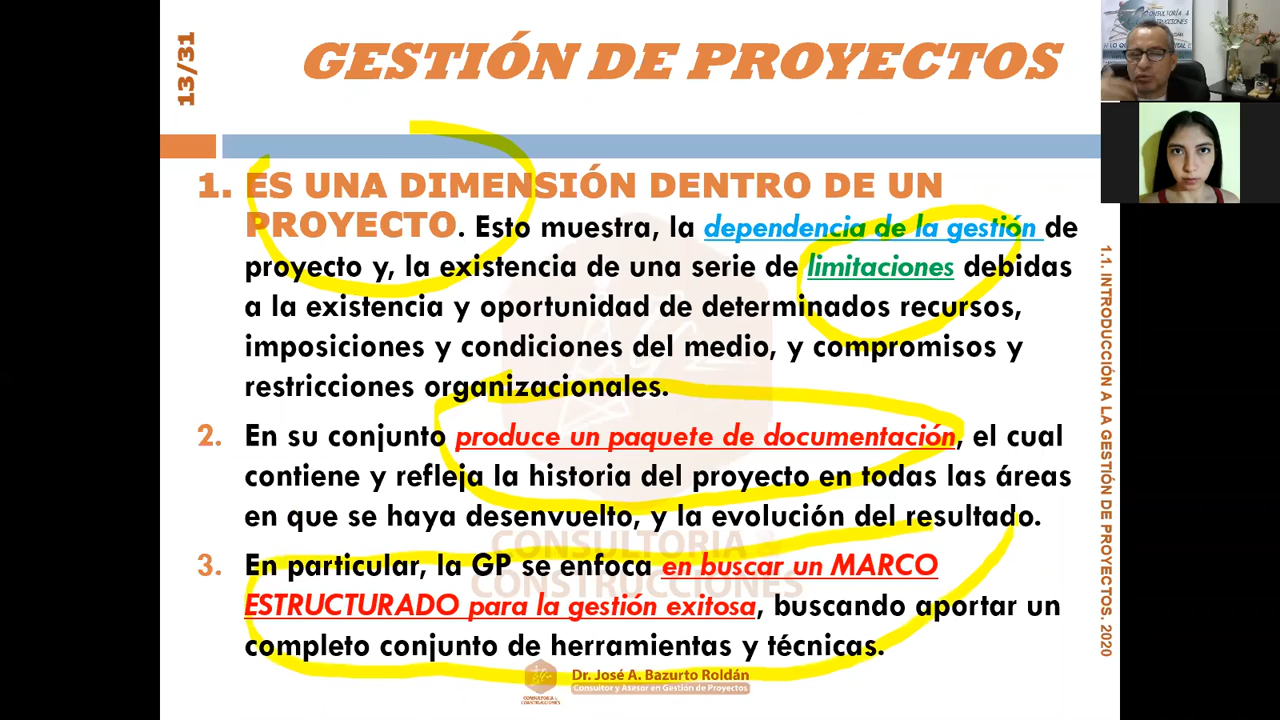 13/31
GESTIÓN DE PROYECTOS
1. ES UNA DIMENSIÓN DENTRO DE UN
PROYECTO. Esto muestra, la dependencia de la gestión de
proyecto y, la existencia de una serie de limitaciones debidas
a la existencia y oportunidad de determinados recursos,
imposiciones y condiciones del medio, y compromisos y
restricciones organizacionales.
2. En su conjunto produce un paquete de documentación, el cual
contiene y refleja la historia del proyecto en todas las áreas
en que se haya desenvuelto, y la evolución del resultado.
3. En particular, la GP se enfoca en buscar un MARCO
ESTRUCTURADO para la gestión exitosa, buscando aportar un
completo conjunto de herramientas y técnicas.
CONSULTORIA &
CONSTRUCCIONES
Dr. José A. Bazurto Roldán
Consultor y Asesor en Gestión de Proyectos
CONSULTORIA &
CONSTRUCCIONES
1.1. INTRODUCCIÓN A LA GESTIÓN DE PROYECTOS. 2020
CONSULTORÍA &